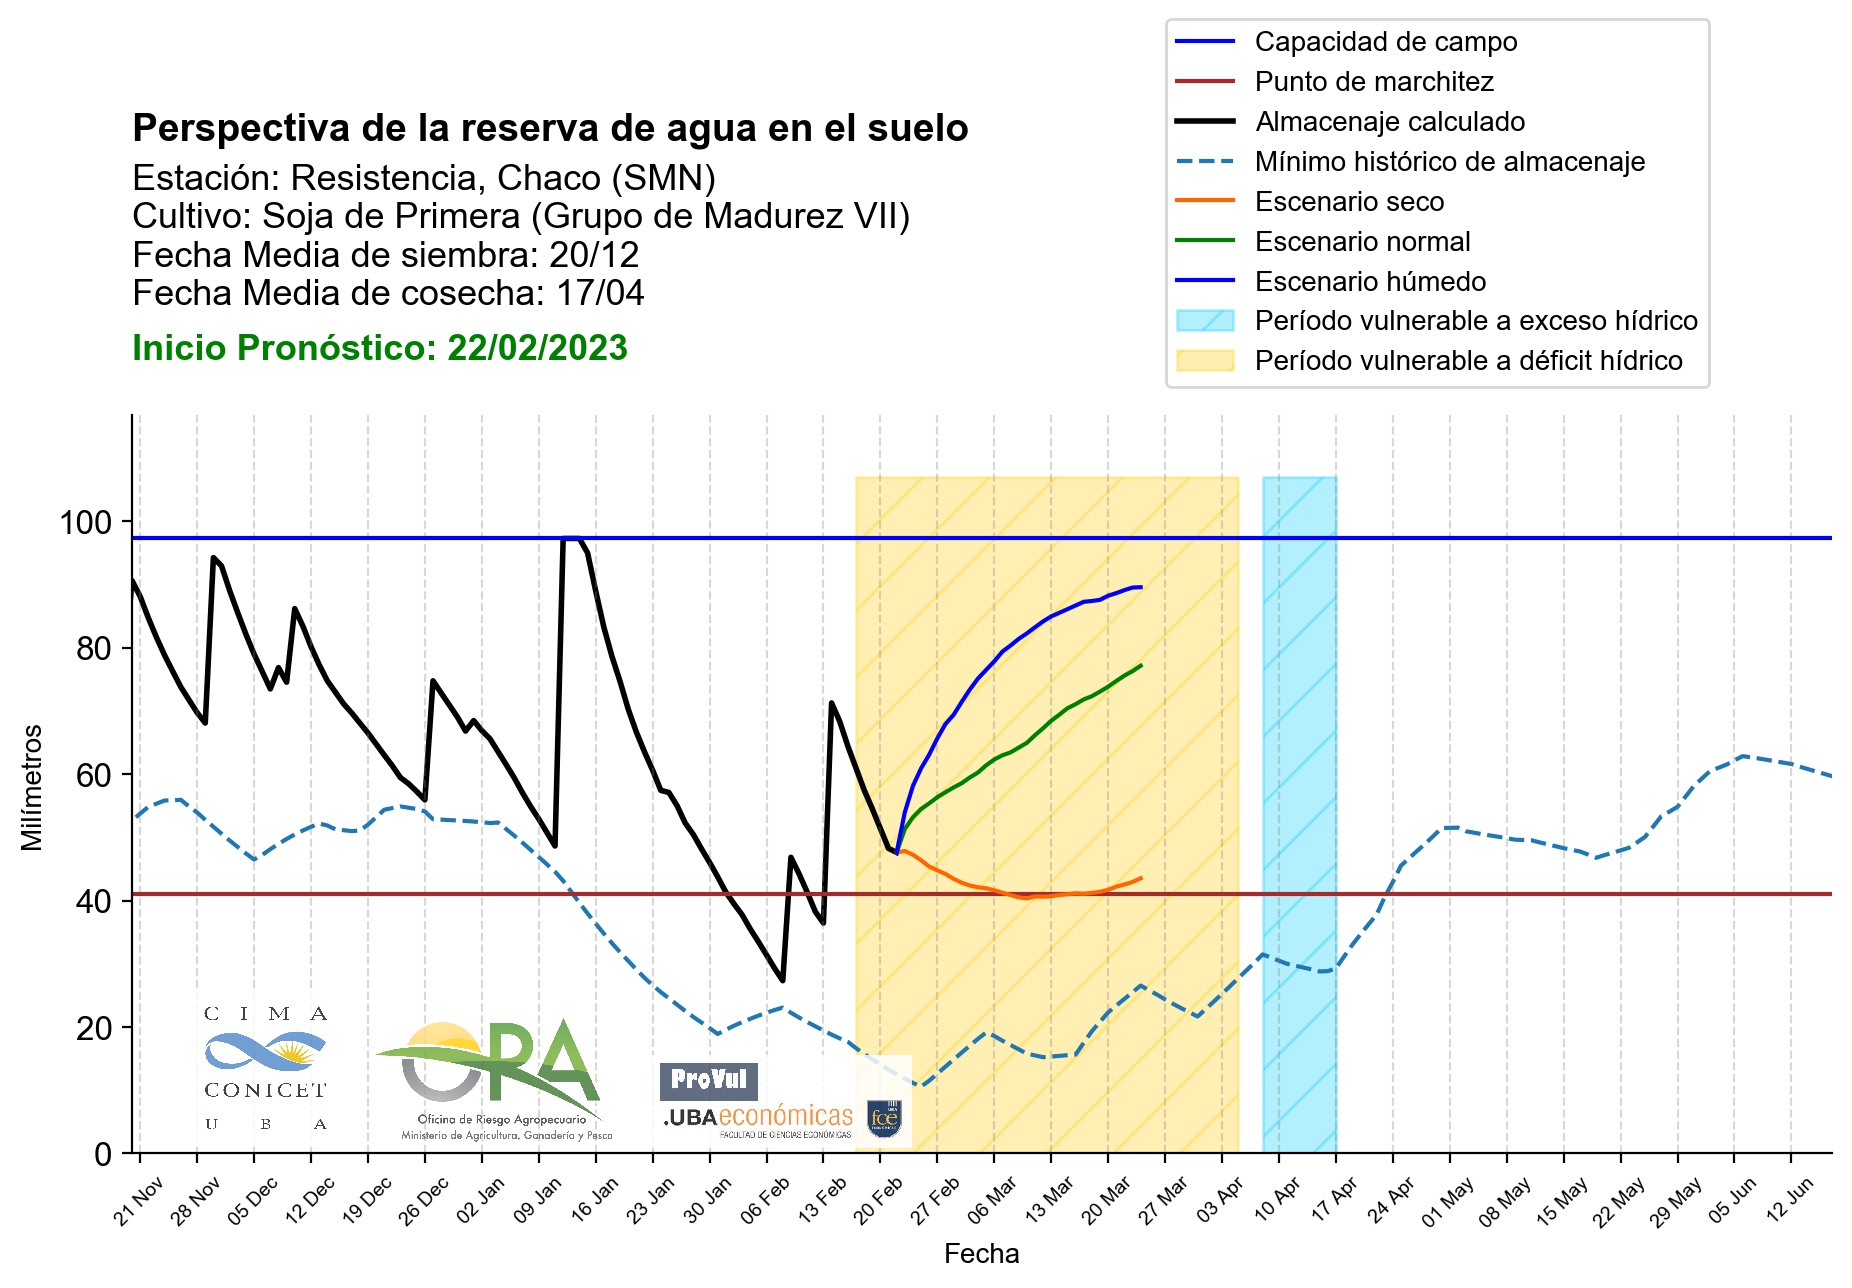 Capacidad de campo
Punto de marchitez
Almacenaje calculado
Mínimo histórico de almacenaje
Escenario seco
Escenario normal
Escenario húmedo
Período vulnerable a exceso hídrico
Período vulnerable a déficit hídrico
Perspectiva de la reserva de agua en el suelo
Estación: Resistencia, Chaco (SMN)
Cultivo: Soja de Primera (Grupo de Madurez VII)
Fecha Media de siembra: 20/12
Fecha Media de cosecha: 17/04
Inicio Pronóstico: 22/02/2023
100
80
60
40
20
0
Milímetros
CIMA
CONICET
U B A
ORA
Oficina de Riesgo Agropecuario
Ministerio de Agricultura, Ganadería y Pesca
ProVul
.UBAeconómicas
FACULTAD DE CIENCIAS ECONÓMICAS
UBA
fce
ECONÓMICAS
21 Nov
28 Nov
05 Dec
12 Dec
19 Dec
26 Dec
02 Jan
09 Jan
16 Jan
23 Jan
30 Jan
06 Feb
13 Feb
20 Feb
27 Feb
06 Mar
13 Mar
20 Mar
27 Mar
03 Apr
10 Apr
17 Apr
24 Apr
01 May
08 May
15 May
22 May
29 May
05 Jun
12 Jun
Fecha